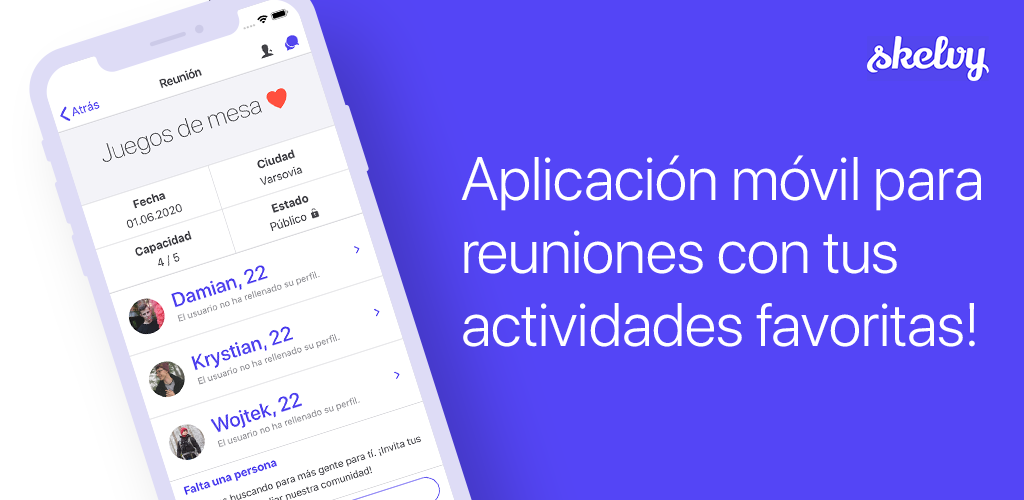 Reunión
Atrás
Juegos de mesa
Fecha
01.06.2020
Ciudad
Varsovia
Capacidad
4 / 5
Estado
Público
Damian, 22
El usuario no ha rellenado su perfil.
Krystian, 22
El usuario no ha rellenado su perfil.
Wojtek, 22
El usuario no ha rellenado su perfil.
Falta una persona
buscando para más gente para tí. ¡Invita tus
nuestra comunidad!
skelvy
Aplicación móvil para
reuniones con tus
actividades favoritas!